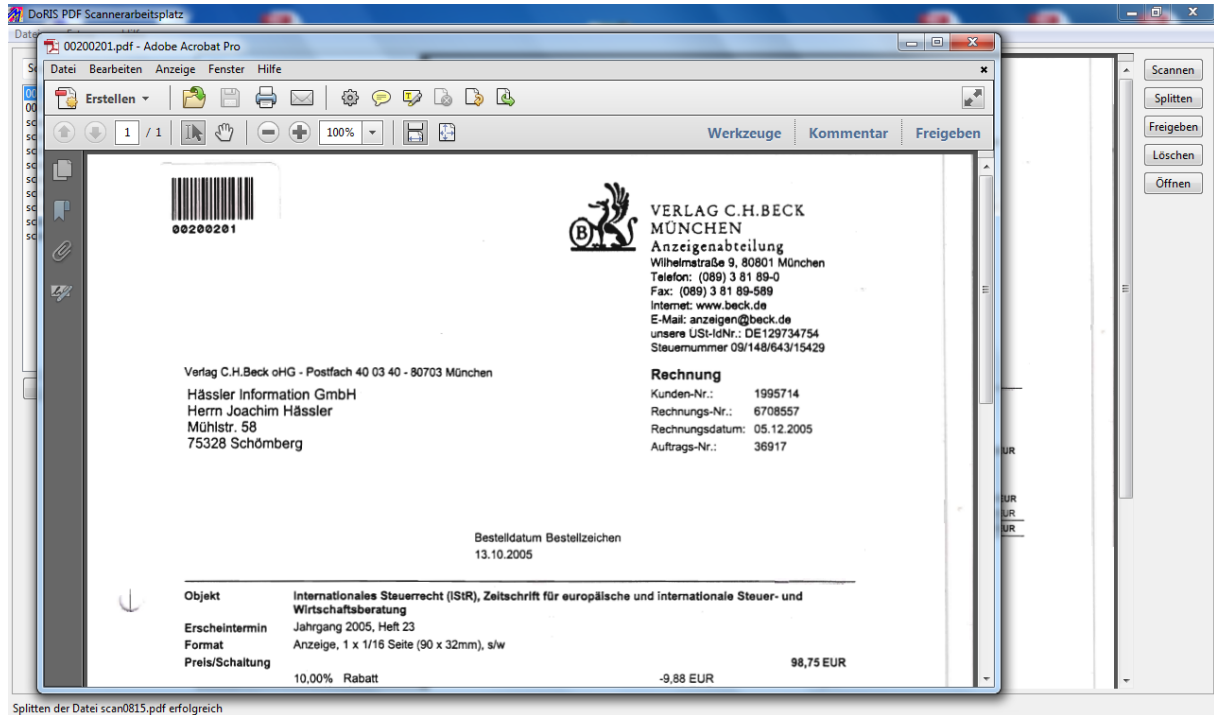 DoRIS PDF Scannerarbeitsplatz
00200201.pdf - Adobe Acrobat Pro
Datei Bearbeiten Anzeige Fenster Hilfe
Erstellen
1 / 1 100% Werkzeuge Kommentar Freigeben
Scannen
Splitten
Freigeben
Löschen
Öffnen
00200201
B
VERLAG C.H.BECK
MÜNCHEN
Anzeigenabteilung
Wilhelmstraße 9, 80801 München
Telefon: (089) 3 81 89-0
Fax: (089) 3 81 89-589
Internet: www.beck.de
E-Mail: anzeigen@beck.de
unsere USt-IdNr.: DE129734754
Steuernummer 09/148/643/15429
Verlag C.H.Beck oHG - Postfach 40 03 40 - 80703 München
Hässler Information GmbH
Herrn Joachim Hässler
Mühlstr. 58
75328 Schömberg
Rechnung
Kunden-Nr.: 1995714
Rechnungs-Nr.: 6708557
Rechnungsdatum: 05.12.2005
Auftrags-Nr.: 36917
Bestelldatum Bestellzeichen
13.10.2005
Objekt Internationales Steuerrecht (IStR), Zeitschrift für europäische und internationale Steuer- und
Wirtschaftsberatung
Erscheintermin Jahrgang 2005, Heft 23
Format Anzeige, 1 x 1/16 Seite (90 x 32mm), s/w
Preis/Schaltung 98,75 EUR
10,00% Rabatt -9,88 EUR
EUR
EUR
EUR
Splitten der Datei scan0815.pdf erfolgreich